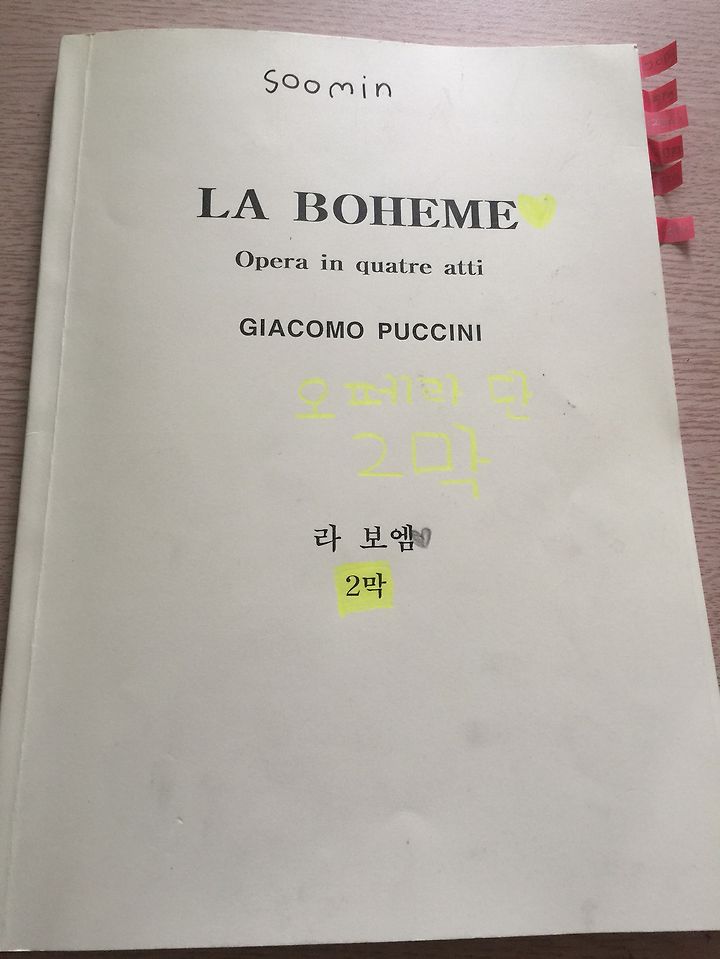 soomin
LA BOHEME
Opera in quatre atti
GIACOMO PUCCINI
오페라 단
2막
라 보엠
2막